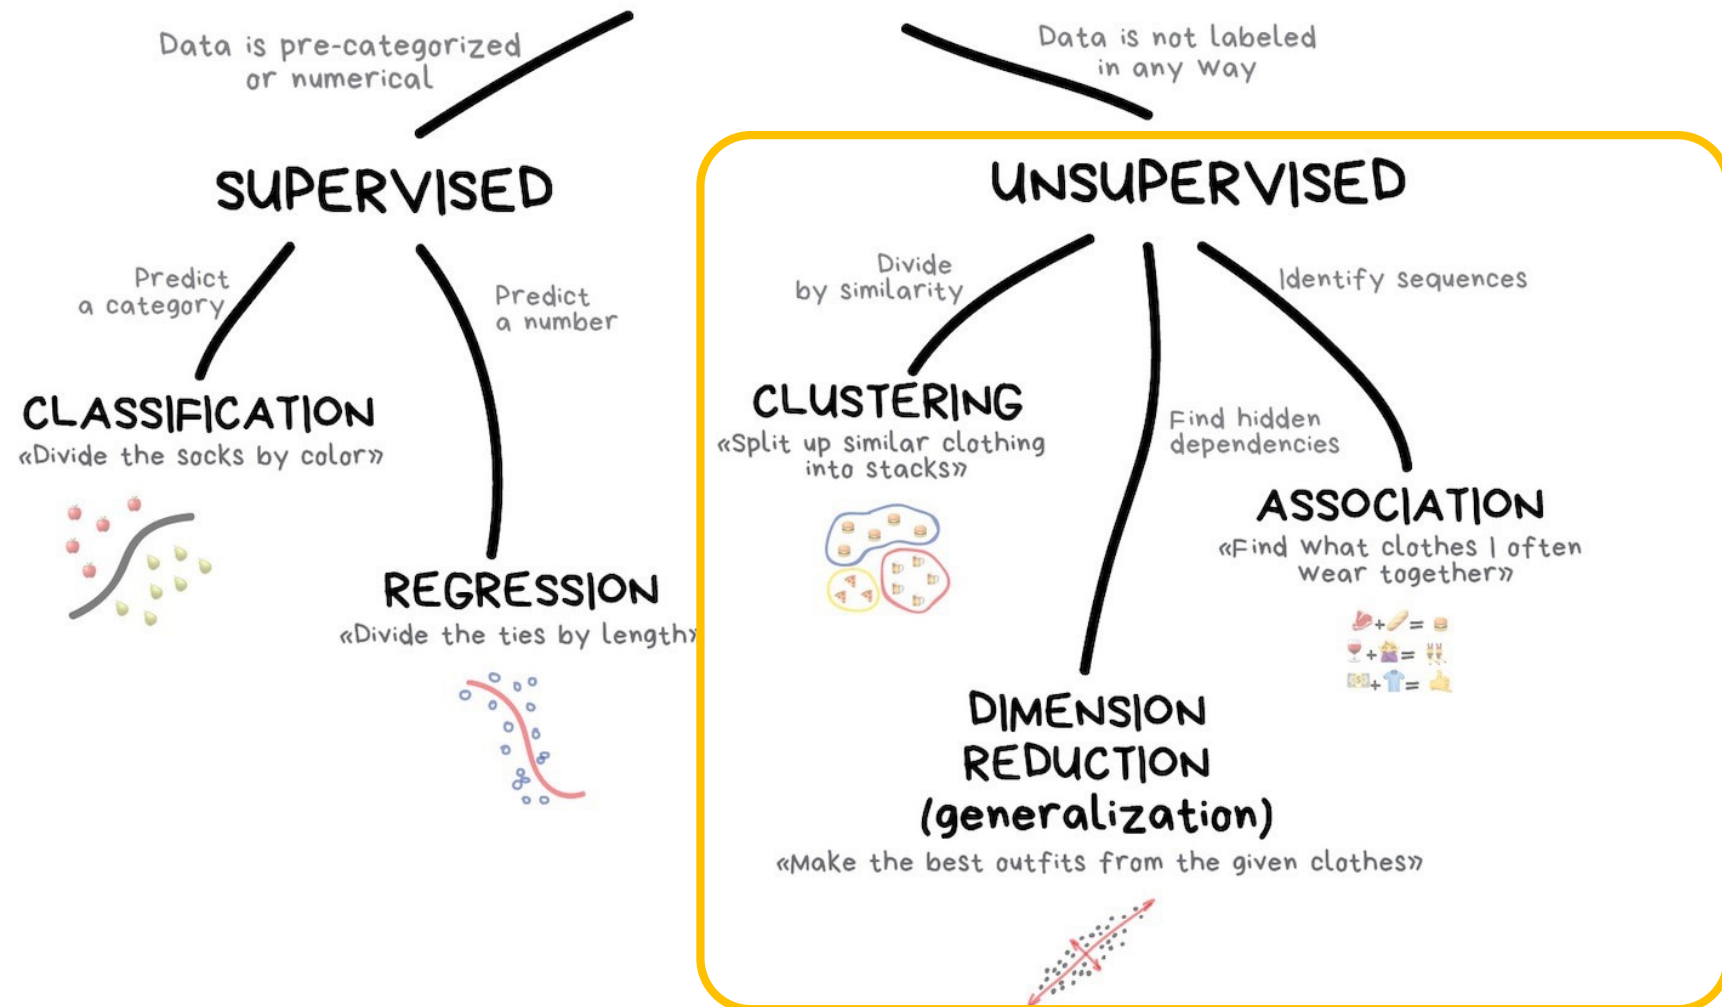 Data is pre-categorized
or numerical
Data is not labeled
in any way
SUPERVISED
UNSUPERVISED
Predict
a category
Predict
a number
Divide
by similarity
Identify sequences
CLASSIFICATION
«Divide the socks by color»
CLUSTERING
«Split up similar clothing
into stacks»
Find hidden
dependencies
ASSOCIATION
«Find what clothes I often
wear together»
REGRESSION
«Divide the ties by length»
+ =
+ =
+ =
DIMENSION
REDUCTION
(generalization)
«Make the best outfits from the given clothes»